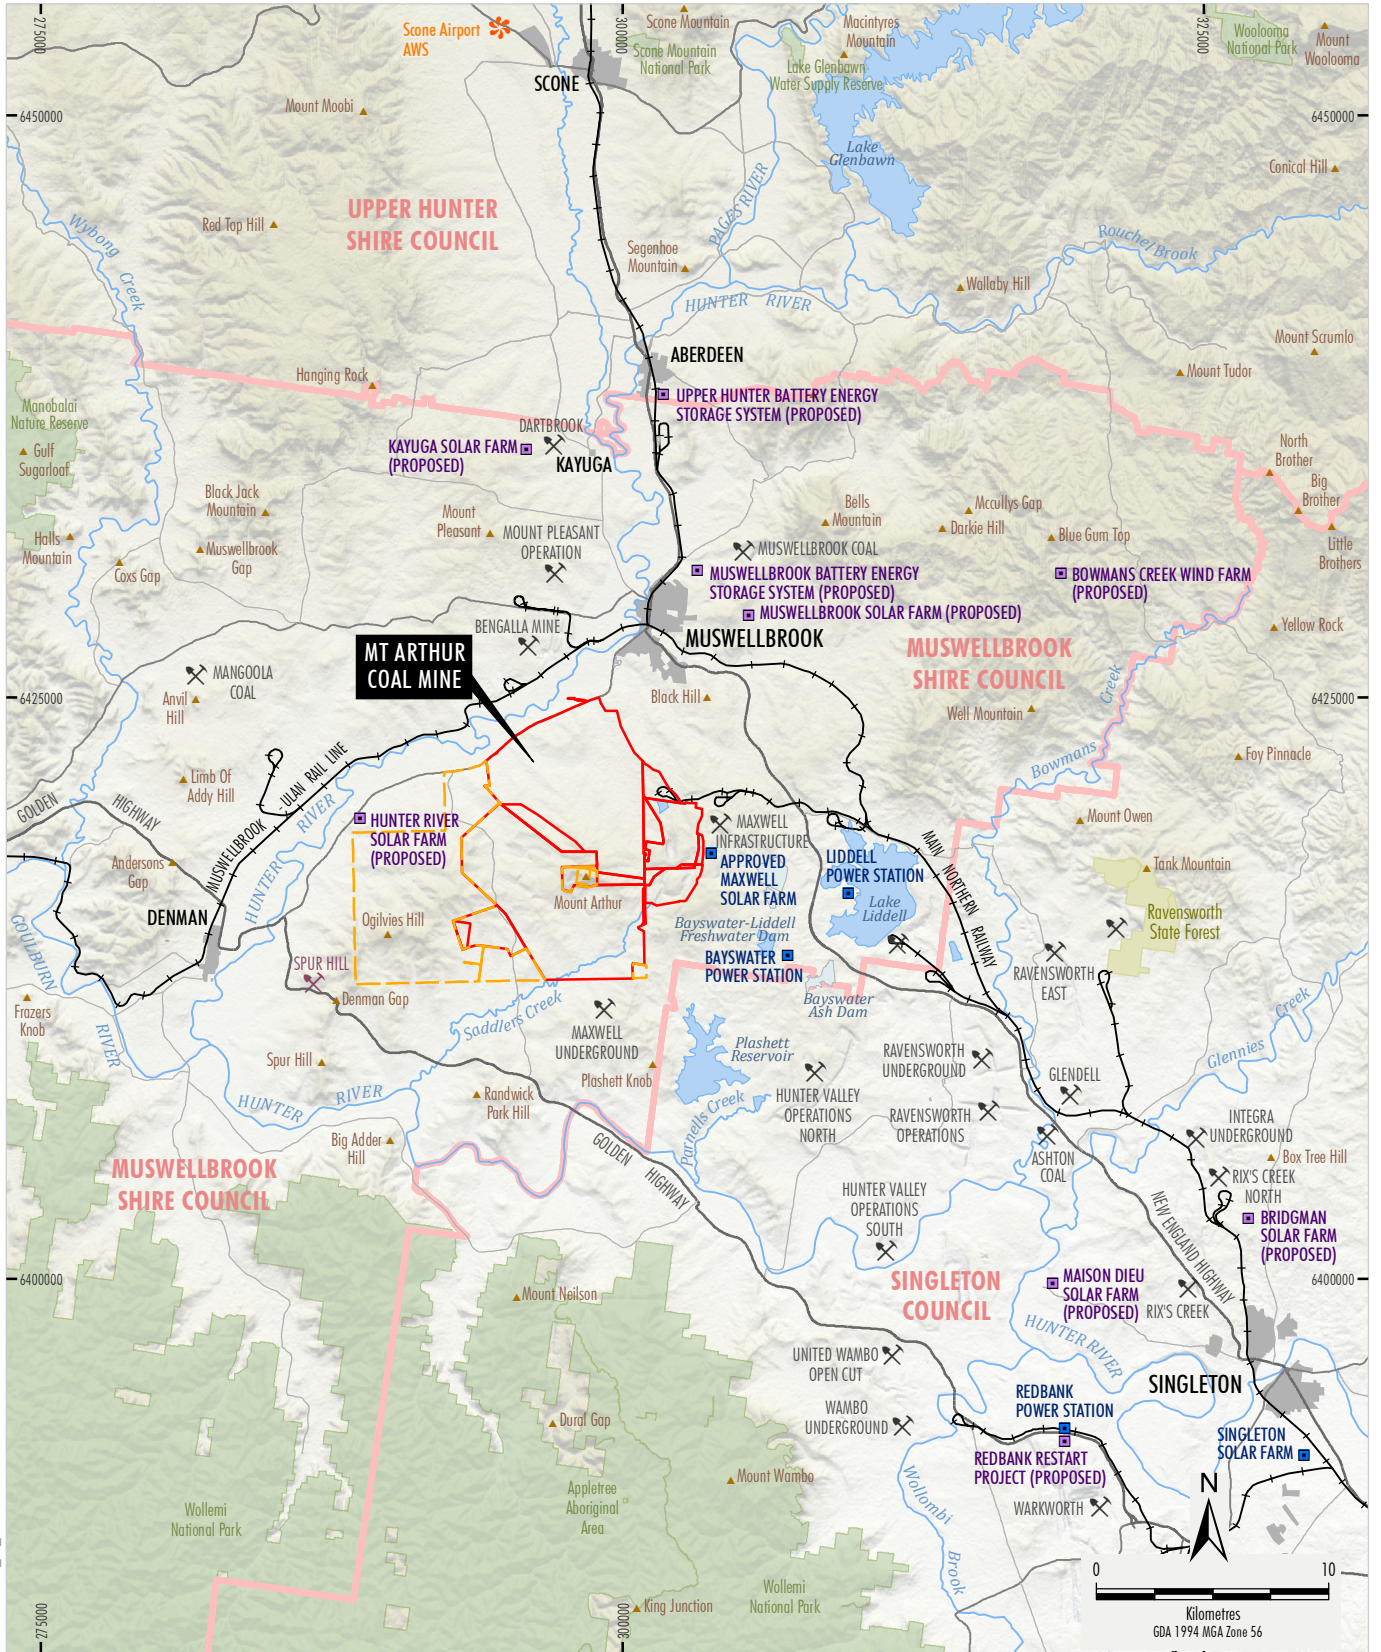 275000
300000
325000
Scone Airport
AWS
Scone Mountain
Scone Mountain
National Park
Macintyres
Mountain
Lake Glenbawn
Water Supply Reserve
Woolooma
National Park
Mount
Woolooma
SCONE
Mount Moobi
6450000
6450000
Lake
Glenbawn
Conical Hill
UPPER HUNTER
SHIRE COUNCIL
Red Top Hill
Wybong
Creek
PAGES RIVER
Rouchel Brook
Segenhoe
Mountain
Wallaby Hill
HUNTER RIVER
Mount Scrumlo
Mount Tudor
ABERDEEN
Hanging Rock
UPPER HUNTER BATTERY ENERGY
STORAGE SYSTEM (PROPOSED)
Manobalai
Nature Reserve
Gulf
Sugarloaf
DARTBROOK
KAYUGA SOLAR FARM
(PROPOSED)
KAYUGA
North
Brother
Big
Brother
Black Jack
Mountain
Mount
Pleasant
MOUNT PLEASANT
OPERATION
Bells
Mountain
Mccullys Gap
Darkie Hill
Blue Gum Top
Little
Brothers
Halls
Mountain
Muswellbrook
Gap
Coxs Gap
MUSWELLBROOK COAL
MUSWELLBROOK BATTERY ENERGY
STORAGE SYSTEM (PROPOSED)
BOWMANS CREEK WIND FARM
(PROPOSED)
MUSWELLBROOK SOLAR FARM (PROPOSED)
BENGALLA MINE
MUSWELLBROOK
Yellow Rock
MUSWELLBROOK
SHIRE COUNCIL
MT ARTHUR
COAL MINE
MANGOOLA
COAL
Anvil
Hill
Black Hill
6425000
6425000
Well Mountain
Creek
Bowmans
Foy Pinnacle
Limb Of
Addy Hill
GOLDEN
HIGHWAY
MUSWELLBROOK - ULAN RAIL LINE
HUNTER RIVER
HUNTER RIVER
SOLAR FARM
(PROPOSED)
MAXWELL
INFRASTRUCTURE
APPROVED
MAXWELL
SOLAR FARM
LIDDELL
POWER STATION
MAIN NORTHERN RAILWAY
Mount Owen
Tank Mountain
Andersons
Gap
Mount Arthur
Lake
Liddell
Ravensworth
State Forest
DENMAN
Ogilvies Hill
Bayswater-Liddell
Freshwater Dam
GOULBURN
RIVER
BAYSWATER
POWER STATION
SPUR HILL
Denman Gap
RAVENSWORTH
EAST
Bayswater
Ash Dam
Frazers
Knob
Saddlers Creek
MAXWELL
UNDERGROUND
Plashett
Reservoir
Glennies
Creek
Spur Hill
Plashett Knob
RAVENSWORTH
UNDERGROUND
GLENDELL
HUNTER RIVER
Randwick
Park Hill
HUNTER VALLEY
OPERATIONS
NORTH
RAVENSWORTH
OPERATIONS
Parnells Creek
INTEGRA
UNDERGROUND
Big Adder
Hill
GOLDEN HIGHWAY
ASHTON
COAL
Box Tree Hill
MUSWELLBROOK
SHIRE COUNCIL
RIX'S CREEK
NORTH
HUNTER VALLEY
OPERATIONS
SOUTH
NEW ENGLAND HIGHWAY
BRIDGMAN
SOLAR FARM
(PROPOSED)
6400000
6400000
SINGLETON
COUNCIL
MAISON DIEU
SOLAR FARM
(PROPOSED)
RIX'S CREEK
Mount Neilson
HUNTER RIVER
UNITED WAMBO
OPEN CUT
SINGLETON
REDBANK
POWER STATION
Dural Gap
WAMBO
UNDERGROUND
SINGLETON
SOLAR FARM
REDBANK RESTART
PROJECT (PROPOSED)
Mount Wambo
Wollombi
Brook
Appletree
Aboriginal
Area
Wollemi
National Park
WARKWORTH
N
0
10
Kilometres
GDA 1994 MGA Zone 56
Wollemi
National Park
King Junction
275000
300000